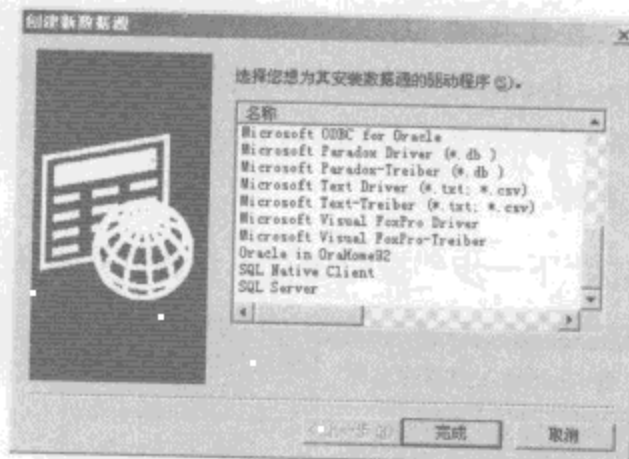 创建新数据源
选择您想为其安装数据源的驱动程序(S)。
名称
Microsoft ODBC for Oracle
Microsoft Paradox Driver (*.db )
Microsoft Paradox-Treiber (*.db )
Microsoft Text Driver (*.txt; *.csv)
Microsoft Text-Treiber (*.txt; *.csv)
Microsoft Visual FoxPro Driver
Microsoft Visual FoxPro-Treiber
Oracle in OraHome92
SQL Native Client
SQL Server
完成
取消